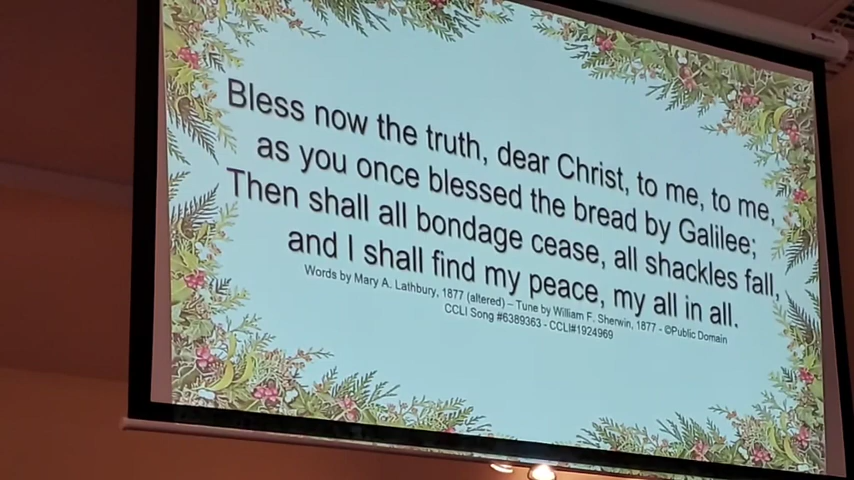 Bless now the truth, dear Christ, to me, to me,
as you once blessed the bread by Galilee;
Then shall all bondage cease, all shackles fall,
and I shall find my peace, my all in all.
Words by Mary A. Lathbury, 1877 (altered) – Tune by William F. Sherwin, 1877 - ©Public Domain
CCLI Song #6389363 - CCLI#1924969